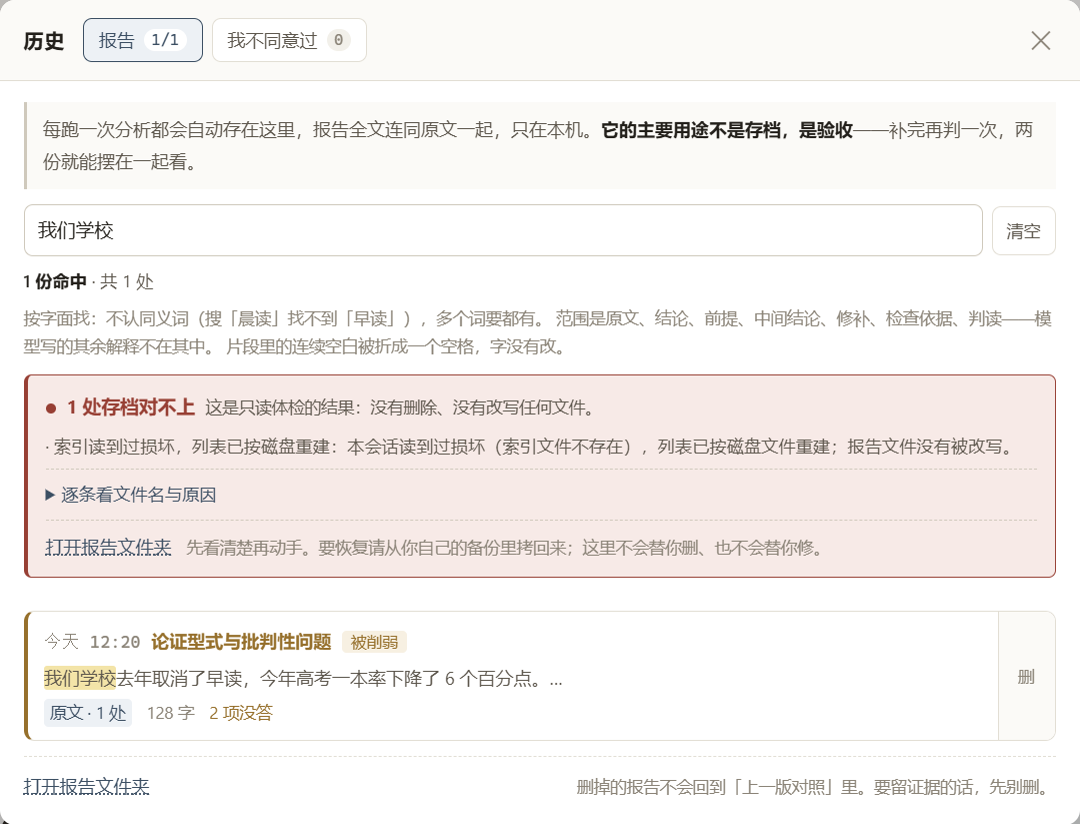 历史 报告 1/1 我不同意过 0
每跑一次分析都会自动存在这里，报告全文连同原文一起，只在本机。它的主要用途不是存档，是验收——补完再判一次，两
份就能摆在一起看。
我们学校 清空
1 份命中 · 共 1 处
按字面找：不认同义词（搜「晨读」找不到「早读」），多个词要都有。 范围是原文、结论、前提、中间结论、修补、检查依据、判读——模
型写的其余解释不在其中。 片段里的连续空白被折成一个空格，字没有改。
1 处存档对不上 这是只读体检的结果：没有删除、没有改写任何文件。
· 索引读到过损坏，列表已按磁盘重建：本会话读到过损坏（索引文件不存在），列表已按磁盘文件重建；报告文件没有被改写。
▶ 逐条看文件名与原因
打开报告文件夹 先看清楚再动手。要恢复请从你自己的备份里拷回来；这里不会替你删、也不会替你修。
今天 12:20 论证型式与批判性问题 被削弱
我们学校去年取消了早读，今年高考一本率下降了 6 个百分点。...
删
原文 · 1 处 128 字 2 项没答
打开报告文件夹 删掉的报告不会回到「上一版对照」里。要留证据的话，先别删。